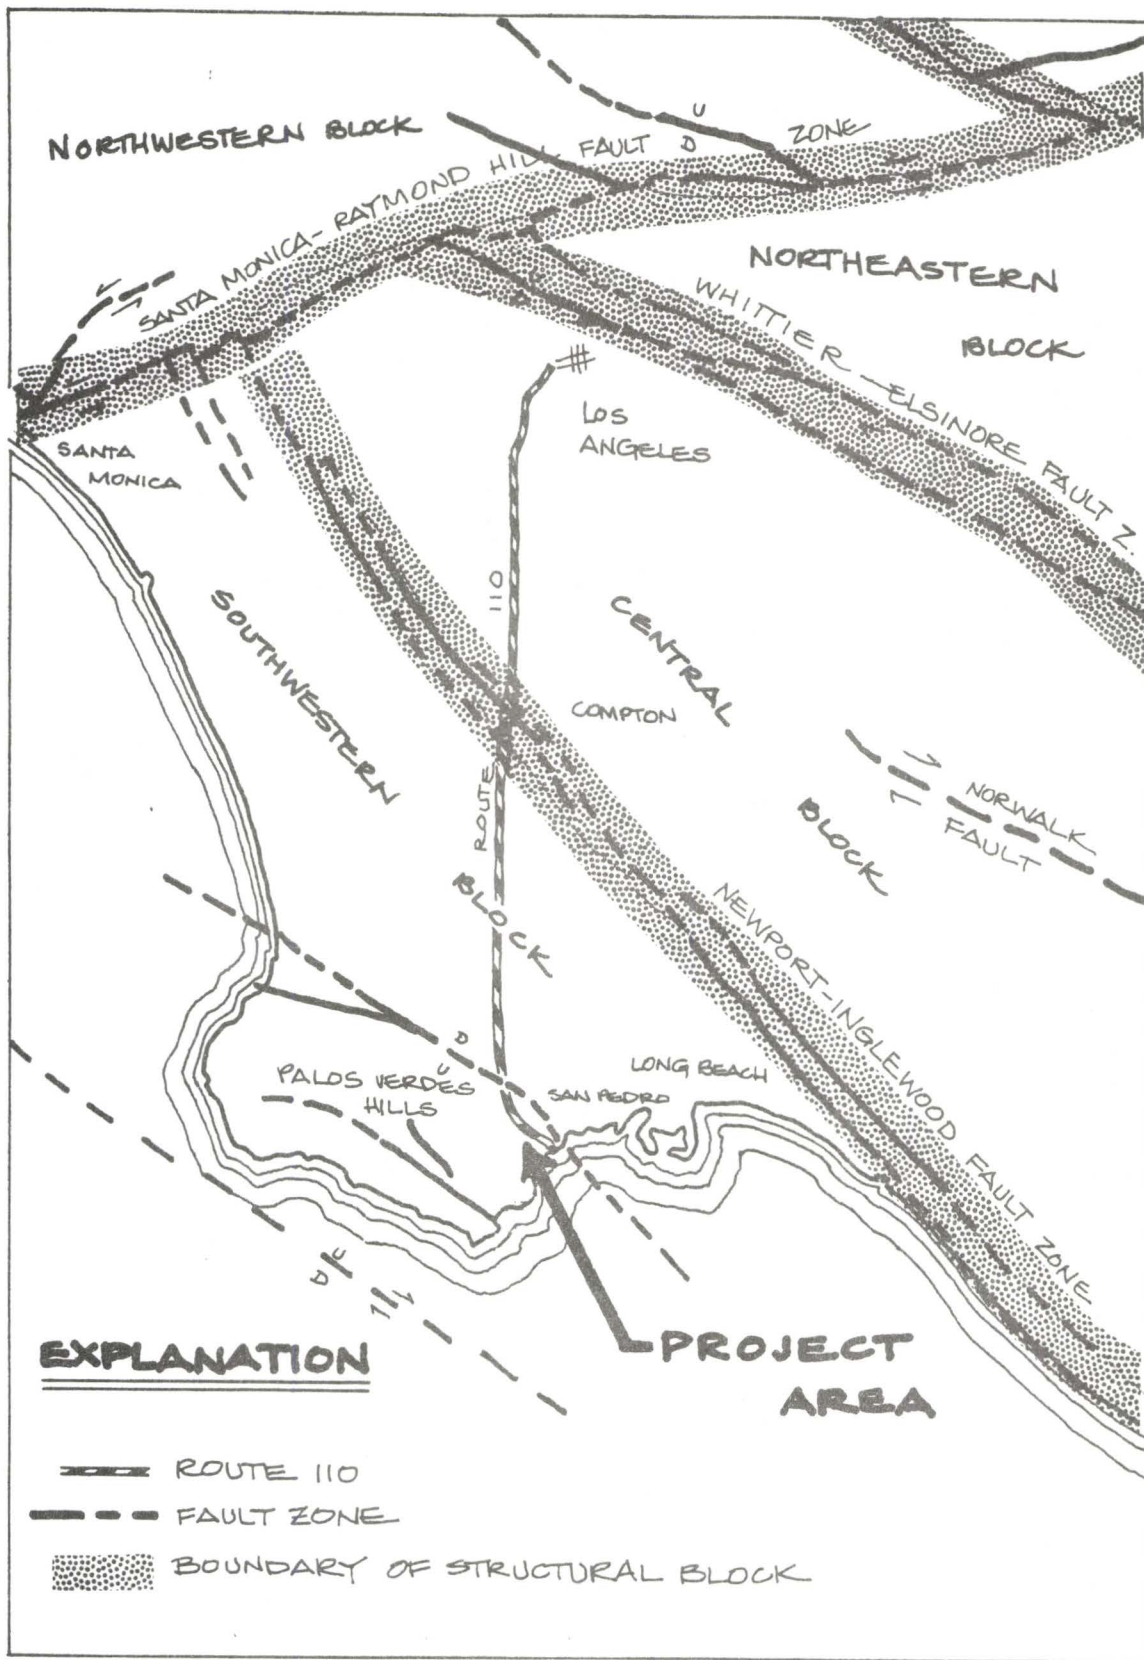 NORTHWESTERN BLOCK
U
D
SANTA MONICA - RAYMOND HILL FAULT ZONE
NORTHEASTERN
BLOCK
WHITTIER - ELSINORE FAULT Z.
LOS
ANGELES
SANTA
MONICA
ROUTE 110
SOUTHWESTERN
BLOCK
CENTRAL
BLOCK
COMPTON
NORWALK
FAULT
NEWPORT-INGLEWOOD FAULT ZONE
D
U
PALOS VERDES
HILLS
LONG BEACH
SAN PEDRO
U
D
PROJECT
AREA
EXPLANATION
ROUTE 110
FAULT ZONE
BOUNDARY OF STRUCTURAL BLOCK